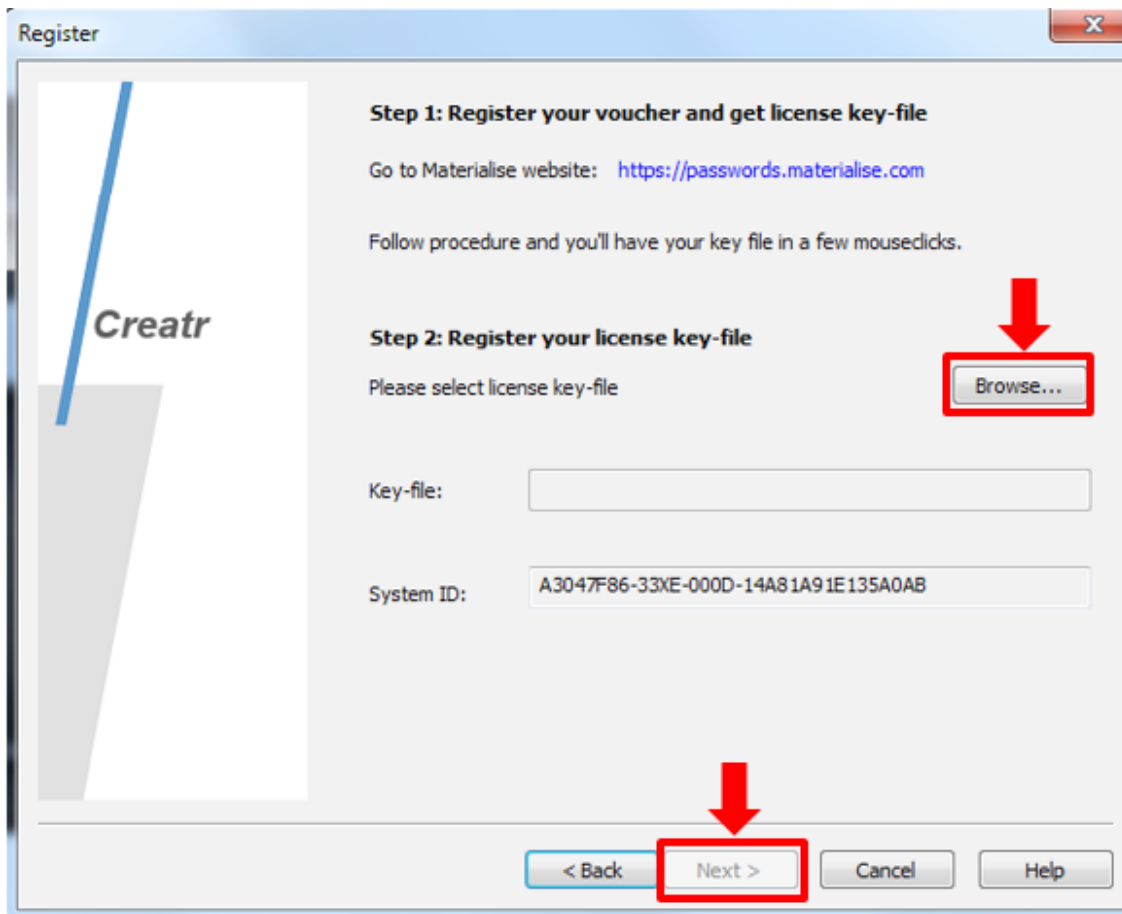 Register
Step 1: Register your voucher and get license key-file
Go to Materialise website: https://passwords.materialise.com
Follow procedure and you'll have your key file in a few mouseclicks.
Creatr
Step 2: Register your license key-file
Please select license key-file
Browse...
Key-file:
System ID: A3047F86-33XE-000D-14A81A91E135A0AB
< Back Next > Cancel Help